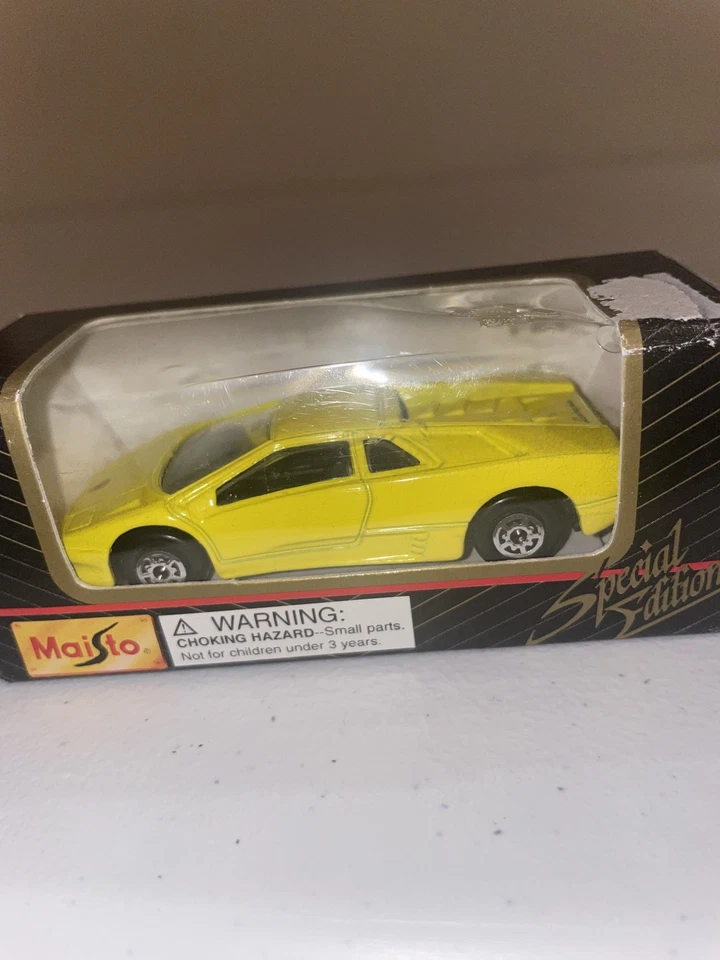 Special
Edition
Maisto®
⚠ WARNING:
CHOKING HAZARD--Small parts.
Not for children under 3 years.